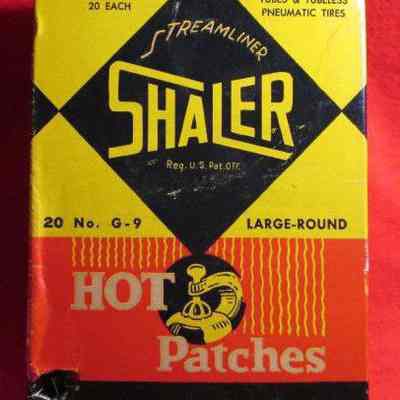 20 EACH
TUBES & TUBELESS
PNEUMATIC TIRES
STREAMLINER
SHALER
Reg. U.S. Pat. Off.
20 No. G-9
LARGE-ROUND
HOT
Patches